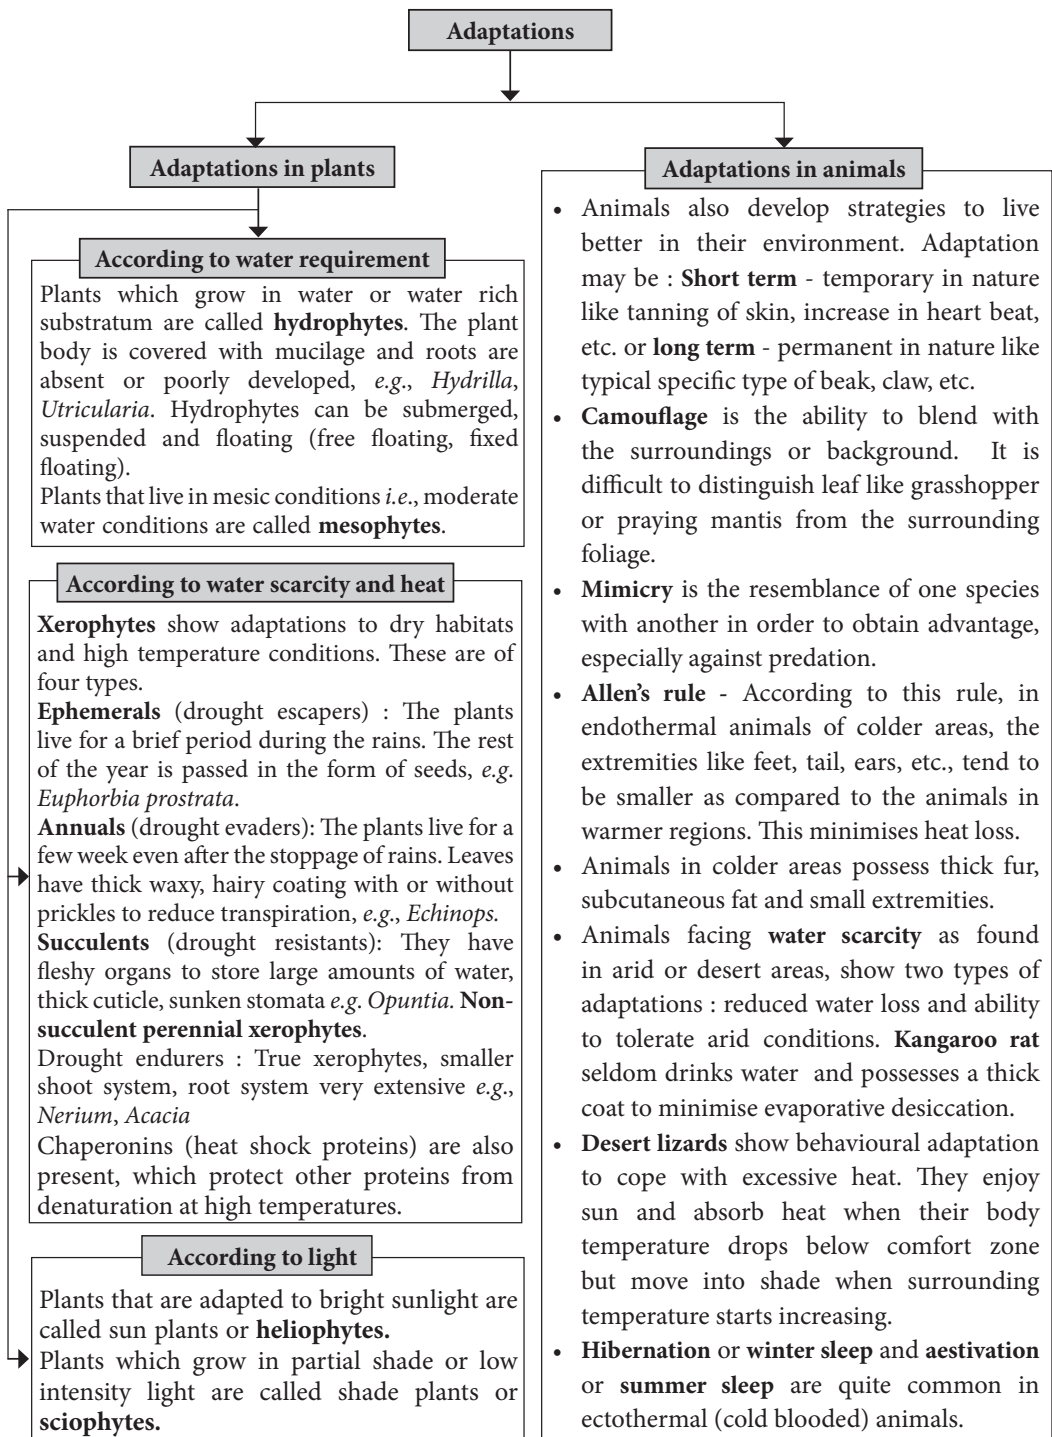 Adaptations
Adaptations in plants
According to water requirement
Plants which grow in water or water rich
substratum are called hydrophytes. The plant
body is covered with mucilage and roots are
absent or poorly developed, e.g., Hydrilla,
Utricularia. Hydrophytes can be submerged,
suspended and floating (free floating, fixed
floating).
Plants that live in mesic conditions i.e., moderate
water conditions are called mesophytes.
According to water scarcity and heat
Xerophytes show adaptations to dry habitats
and high temperature conditions. These are of
four types.
Ephemerals (drought escapers) : The plants
live for a brief period during the rains. The rest
of the year is passed in the form of seeds, e.g.
Euphorbia prostrata.
Annuals (drought evaders): The plants live for a
few week even after the stoppage of rains. Leaves
have thick waxy, hairy coating with or without
prickles to reduce transpiration, e.g., Echinops.
Succulents (drought resistants): They have
fleshy organs to store large amounts of water,
thick cuticle, sunken stomata e.g. Opuntia. Non-
succulent perennial xerophytes.
Drought endurers : True xerophytes, smaller
shoot system, root system very extensive e.g.,
Nerium, Acacia
Chaperonins (heat shock proteins) are also
present, which protect other proteins from
denaturation at high temperatures.
According to light
Plants that are adapted to bright sunlight are
called sun plants or heliophytes.
Plants which grow in partial shade or low
intensity light are called shade plants or
sciophytes.
Adaptations in animals
• Animals also develop strategies to live
better in their environment. Adaptation
may be : Short term - temporary in nature
like tanning of skin, increase in heart beat,
etc. or long term - permanent in nature like
typical specific type of beak, claw, etc.
• Camouflage is the ability to blend with
the surroundings or background. It is
difficult to distinguish leaf like grasshopper
or praying mantis from the surrounding
foliage.
• Mimicry is the resemblance of one species
with another in order to obtain advantage,
especially against predation.
• Allen's rule - According to this rule, in
endothermal animals of colder areas, the
extremities like feet, tail, ears, etc., tend to
be smaller as compared to the animals in
warmer regions. This minimises heat loss.
• Animals in colder areas possess thick fur,
subcutaneous fat and small extremities.
• Animals facing water scarcity as found
in arid or desert areas, show two types of
adaptations : reduced water loss and ability
to tolerate arid conditions. Kangaroo rat
seldom drinks water and possesses a thick
coat to minimise evaporative desiccation.
• Desert lizards show behavioural adaptation
to cope with excessive heat. They enjoy
sun and absorb heat when their body
temperature drops below comfort zone
but move into shade when surrounding
temperature starts increasing.
• Hibernation or winter sleep and aestivation
or summer sleep are quite common in
ectothermal (cold blooded) animals.